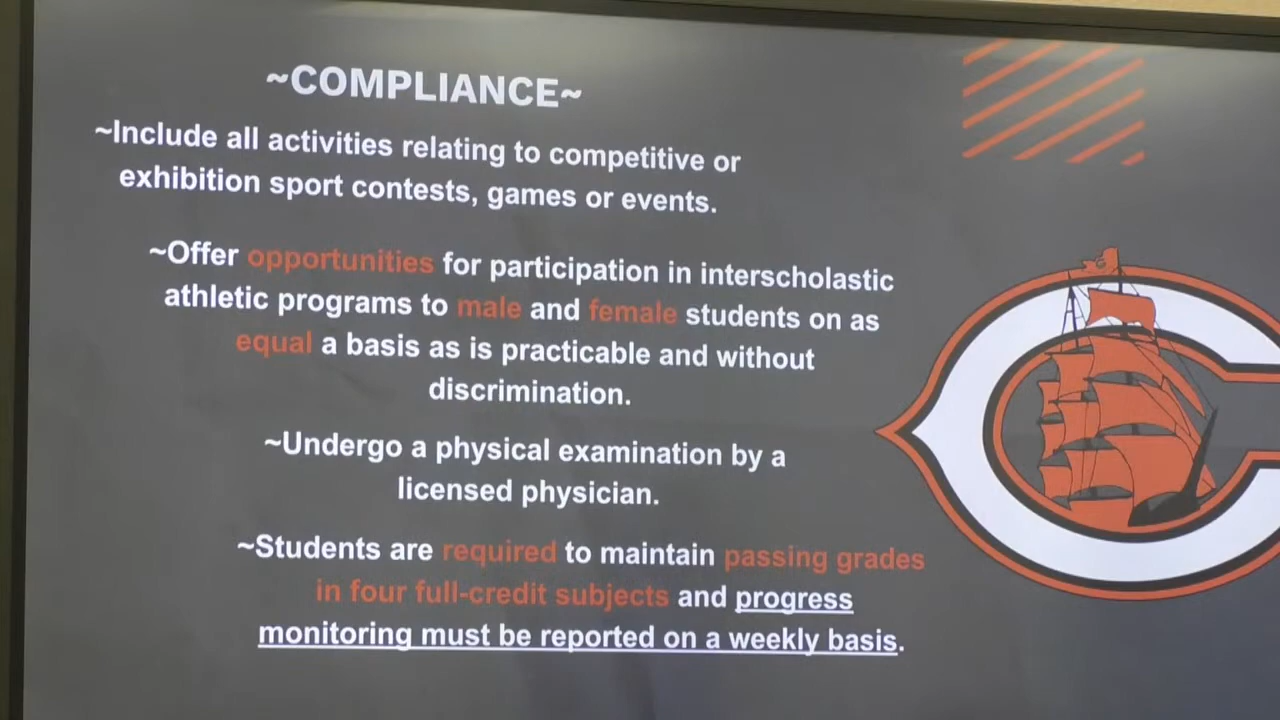 ~COMPLIANCE~
~Include all activities relating to competitive or
exhibition sport contests, games or events.
~Offer opportunities for participation in interscholastic
athletic programs to male and female students on as
equal a basis as is practicable and without
discrimination.
~Undergo a physical examination by a
licensed physician.
~Students are required to maintain passing grades
in four full-credit subjects and progress
monitoring must be reported on a weekly basis.